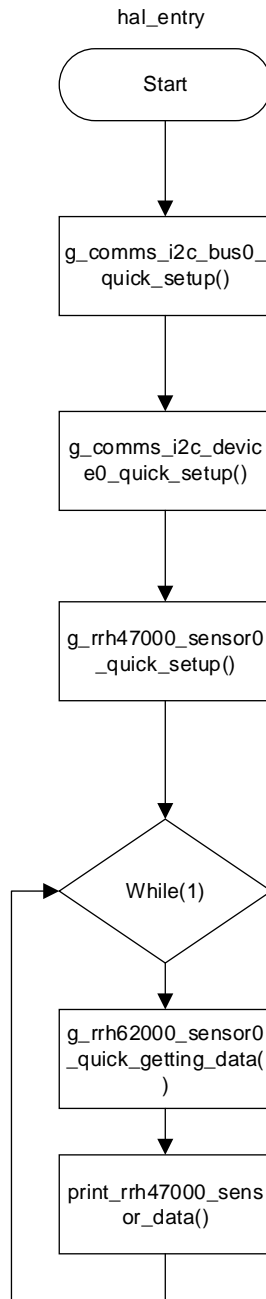 hal_entry
Start
g_comms_i2c_bus0_
quick_setup()
g_comms_i2c_devic
e0_quick_setup()
g_rrh47000_sensor0
_quick_setup()
While(1)
g_rrh62000_sensor0
_quick_getting_data(
)
print_rrh47000_sens
or_data()